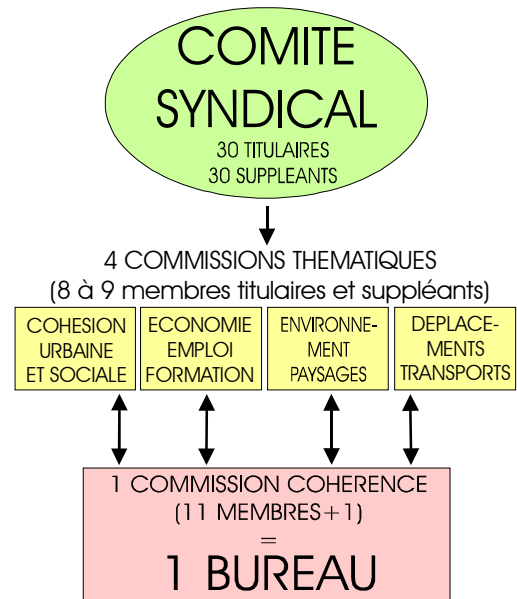 COMITE
SYNDICAL
30 TITULAIRES
30 SUPPLEANTS
4 COMMISSIONS THEMATIQUES
(8 à 9 membres titulaires et suppléants)
COHESION
URBAINE
ET SOCIALE
ECONOMIE
EMPLOI
FORMATION
ENVIRONNE-
MENT
PAYSAGES
DEPLACE-
MENTS
TRANSPORTS
1 COMMISSION COHERENCE
(11 MEMBRES+1)
=
1 BUREAU